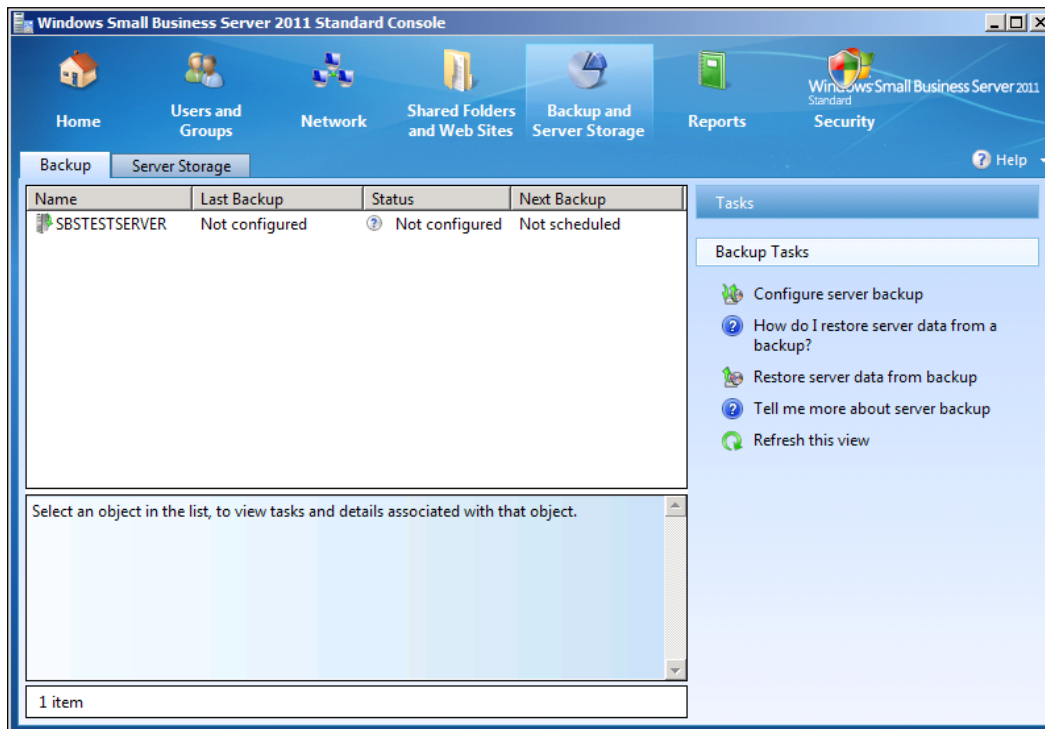 Windows Small Business Server 2011 Standard Console
Home
Users and
Groups
Network
Shared Folders
and Web Sites
Backup and
Server Storage
Reports
Security
Windows Small Business Server 2011
Standard
Backup
Server Storage
Help
Name Last Backup Status Next Backup
SBSTESTSERVER Not configured Not configured Not scheduled
Select an object in the list, to view tasks and details associated with that object.
1 item
Tasks
Backup Tasks
Configure server backup
How do I restore server data from a
backup?
Restore server data from backup
Tell me more about server backup
Refresh this view